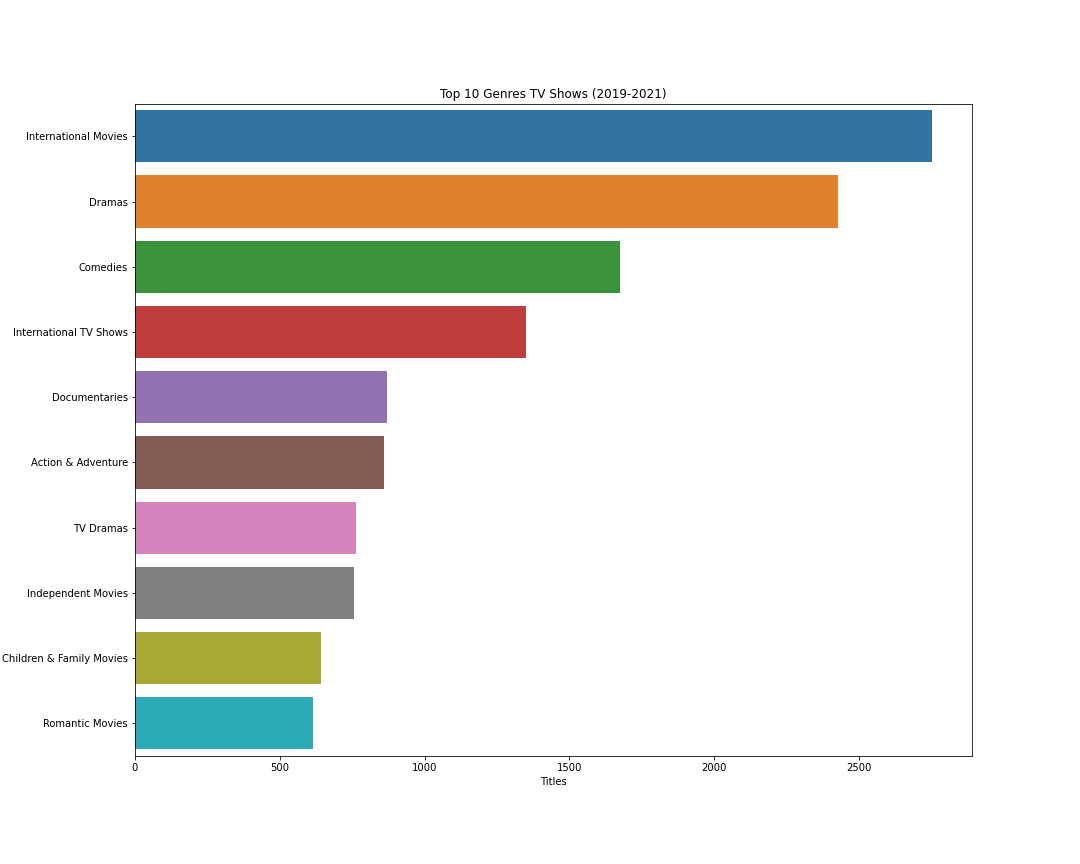 Top 10 Genres TV Shows (2019-2021)
International Movies
Dramas
Comedies
International TV Shows
Documentaries
Action & Adventure
TV Dramas
Independent Movies
Children & Family Movies
Romantic Movies
0 500 1000 1500 2000 2500
Titles